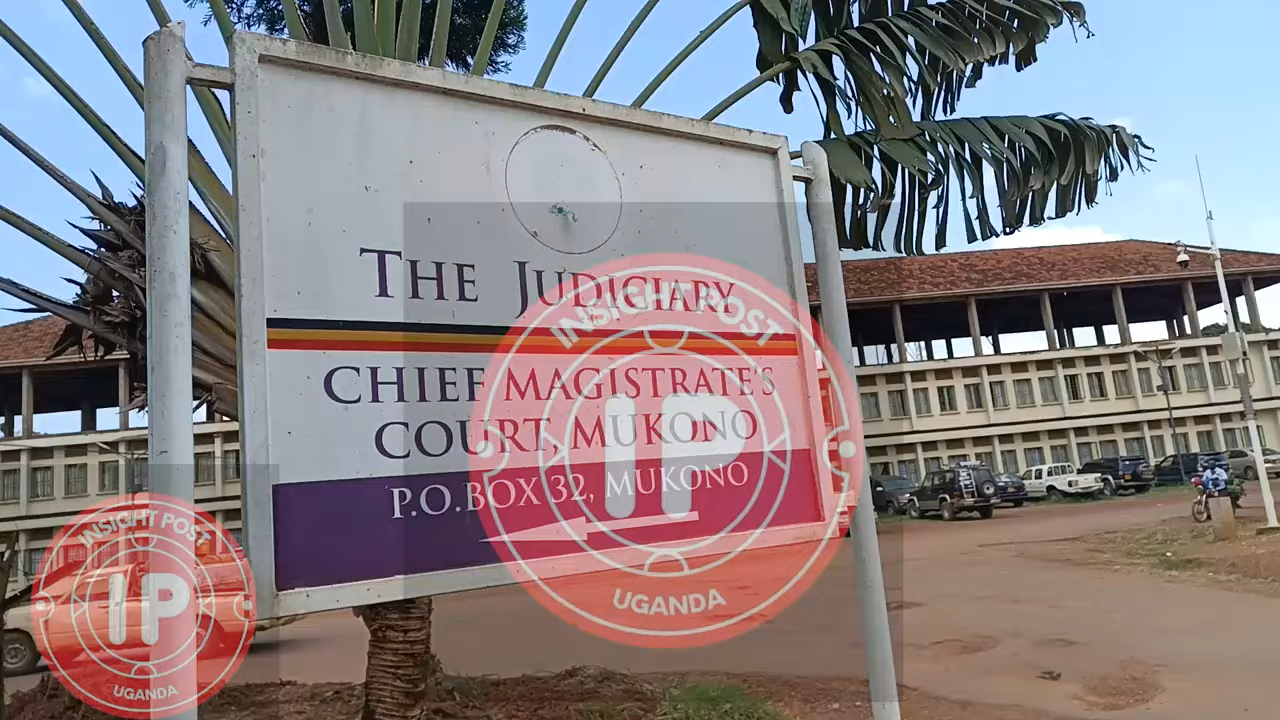 THE JUDICIARY
CHIEF MAGISTRATE'S
COURT, MUKONO
P.O.BOX 32, MUKONO
INSIGHT POST
IP
UGANDA
INSIGHT POST
IP
UGANDA